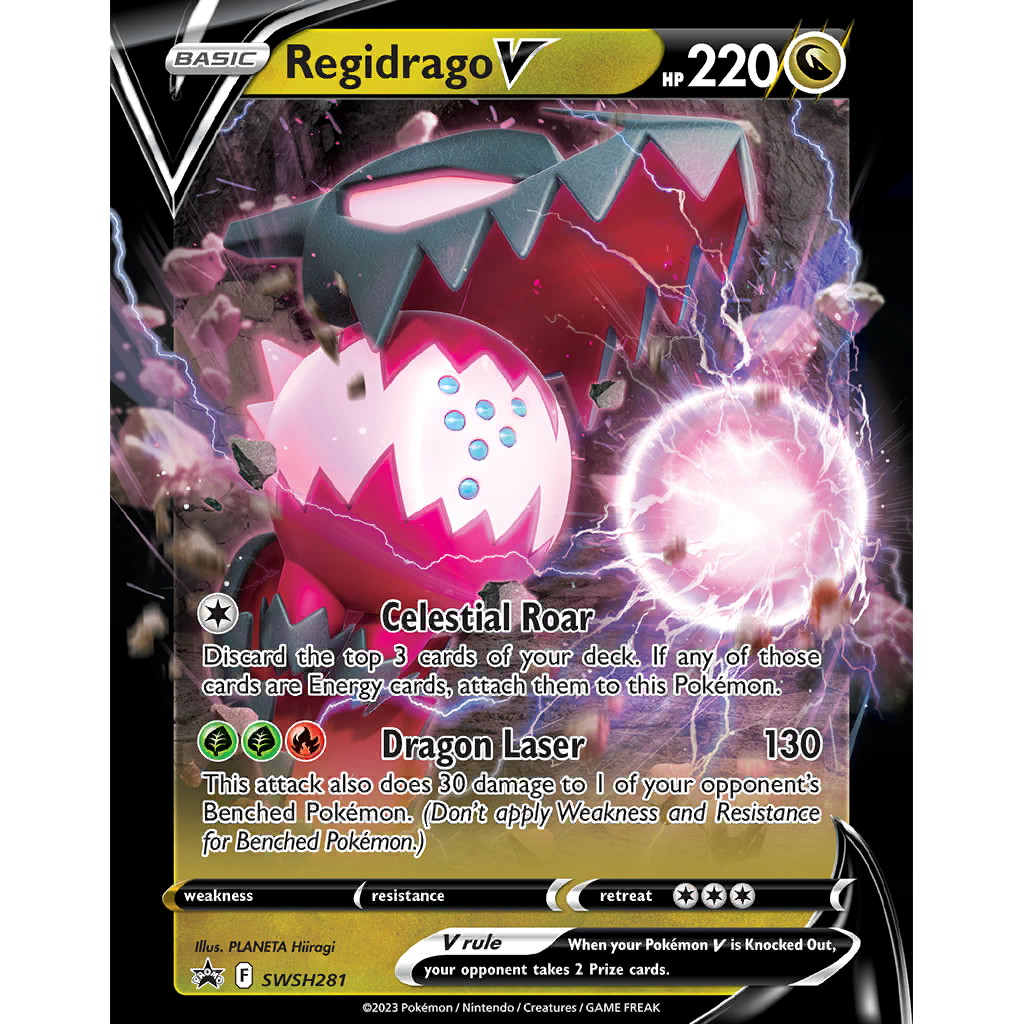 BASIC Regidrago V HP 220
Celestial Roar
Discard the top 3 cards of your deck. If any of those
cards are Energy cards, attach them to this Pokémon.
Dragon Laser 130
This attack also does 30 damage to 1 of your opponent's
Benched Pokémon. (Don't apply Weakness and Resistance
for Benched Pokémon.)
weakness resistance retreat
Illus. PLANETA Hiiragi
V rule When your Pokémon V is Knocked Out,
your opponent takes 2 Prize cards.
PROMO F SWSH281
©2023 Pokémon / Nintendo / Creatures / GAME FREAK